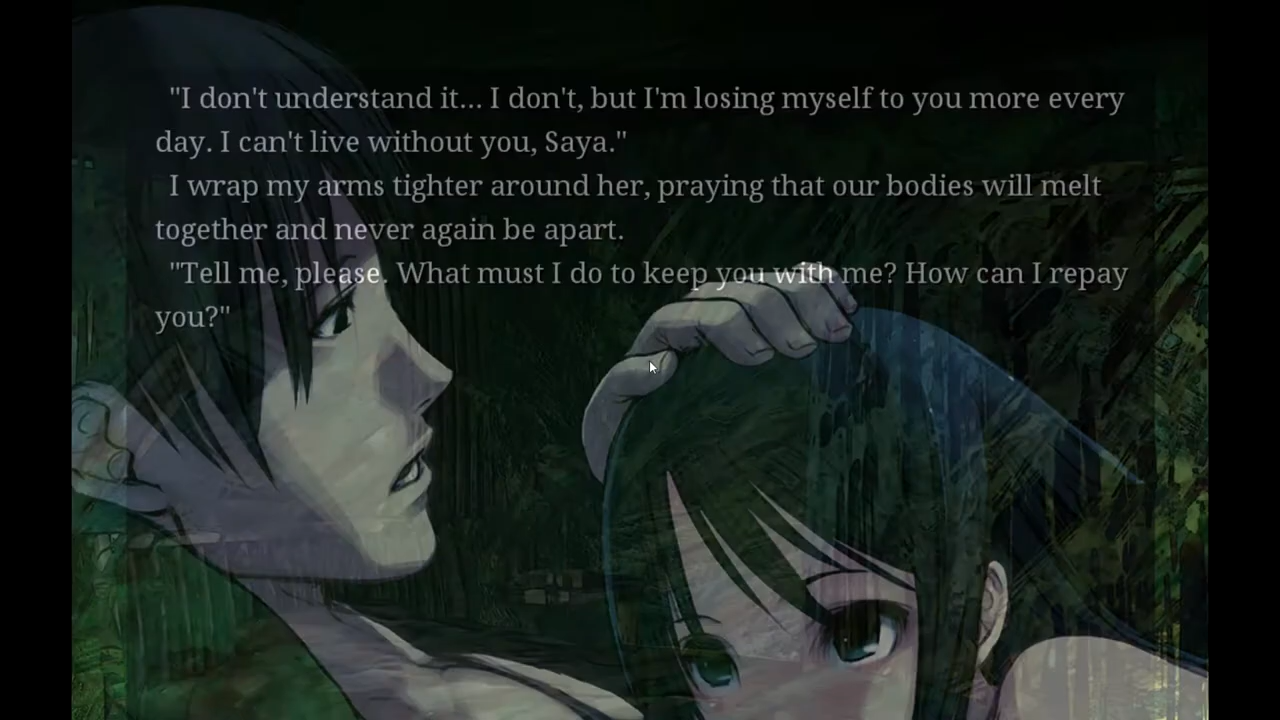 "I don't understand it... I don't, but I'm losing myself to you more every
day. I can't live without you, Saya."
I wrap my arms tighter around her, praying that our bodies will melt
together and never again be apart.
"Tell me, please. What must I do to keep you with me? How can I repay
you?"